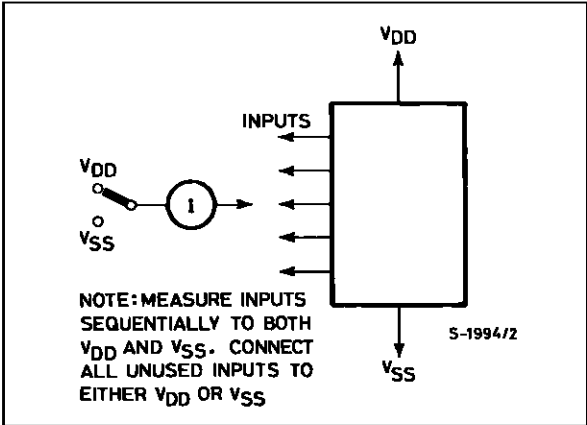 VDD
INPUTS
VDD
I
VSS
NOTE: MEASURE INPUTS
SEQUENTIALLY TO BOTH
VDD AND VSS. CONNECT
ALL UNUSED INPUTS TO
EITHER VDD OR VSS
S-1994/2
VSS